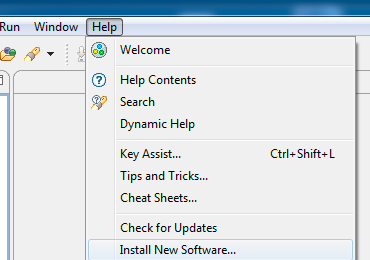 Run Window Help
Welcome
Help Contents
Search
Dynamic Help
Key Assist... Ctrl+Shift+L
Tips and Tricks...
Cheat Sheets...
Check for Updates
Install New Software...